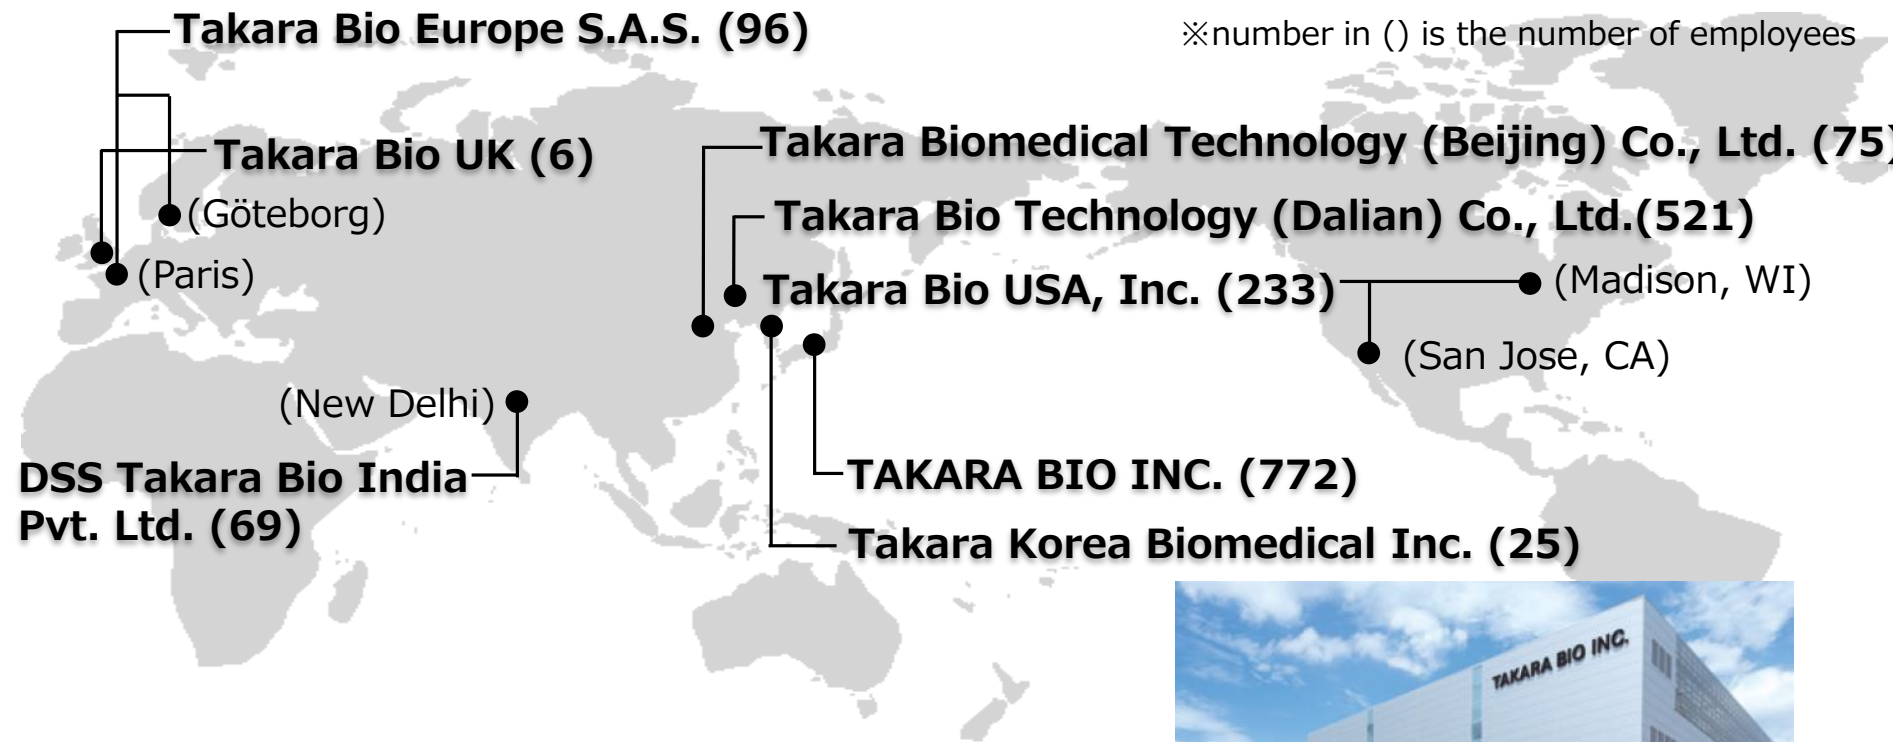 Takara Bio Europe S.A.S. (96)
※number in () is the number of employees
Takara Bio UK (6)
Takara Biomedical Technology (Beijing) Co., Ltd. (75)
(Göteborg)
Takara Bio Technology (Dalian) Co., Ltd.(521)
(Paris)
Takara Bio USA, Inc. (233)
(Madison, WI)
(San Jose, CA)
(New Delhi)
DSS Takara Bio India
Pvt. Ltd. (69)
TAKARA BIO INC. (772)
Takara Korea Biomedical Inc. (25)
TAKARA BIO INC.